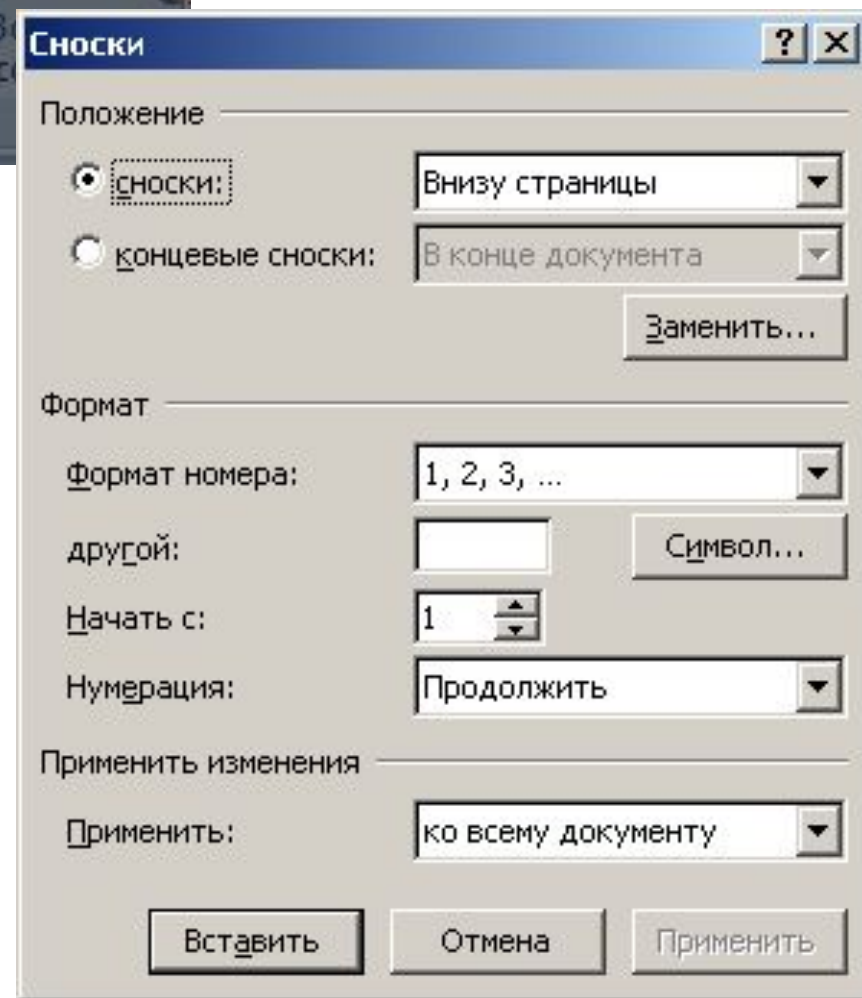 Сноски
Положение
сноски: Внизу страницы
концевые сноски: В конце документа
Заменить...
Формат
Формат номера: 1, 2, 3, ...
другой: Символ...
Начать с: 1
Нумерация: Продолжить
Применить изменения
Применить: ко всему документу
Вставить Отмена Применить